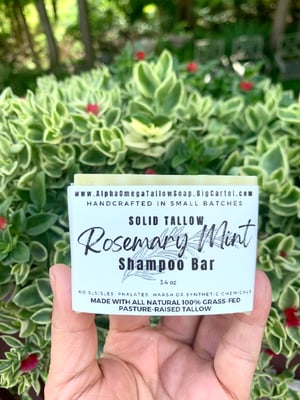 www.AlphaOmegaTallowSoap.BigCartel.com
HANDCRAFTED IN SMALL BATCHES
SOLID TALLOW
Rosemary Mint
Shampoo Bar
3.4 oz
NO SLS/SLES, PHALATES, HARSH OR SYNTHETIC CHEMICALS
MADE WITH ALL NATURAL 100% GRASS-FED
PASTURE-RAISED TALLOW